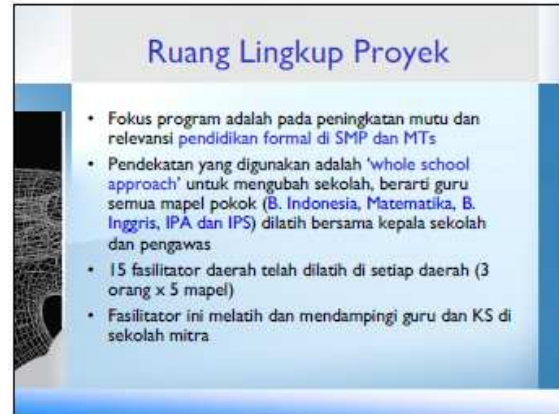 Ruang Lingkup Proyek
• Fokus program adalah pada peningkatan mutu dan
relevansi pendidikan formal di SMP dan MTs
• Pendekatan yang digunakan adalah ‘whole school
approach’ untuk mengubah sekolah, berarti guru
semua mapel pokok (B. Indonesia, Matematika, B.
Inggris, IPA dan IPS) dilatih bersama kepala sekolah
dan pengawas
• 15 fasilitator daerah telah dilatih di setiap daerah (3
orang x 5 mapel)
• Fasilitator ini melatih dan mendampingi guru dan KS di
sekolah mitra